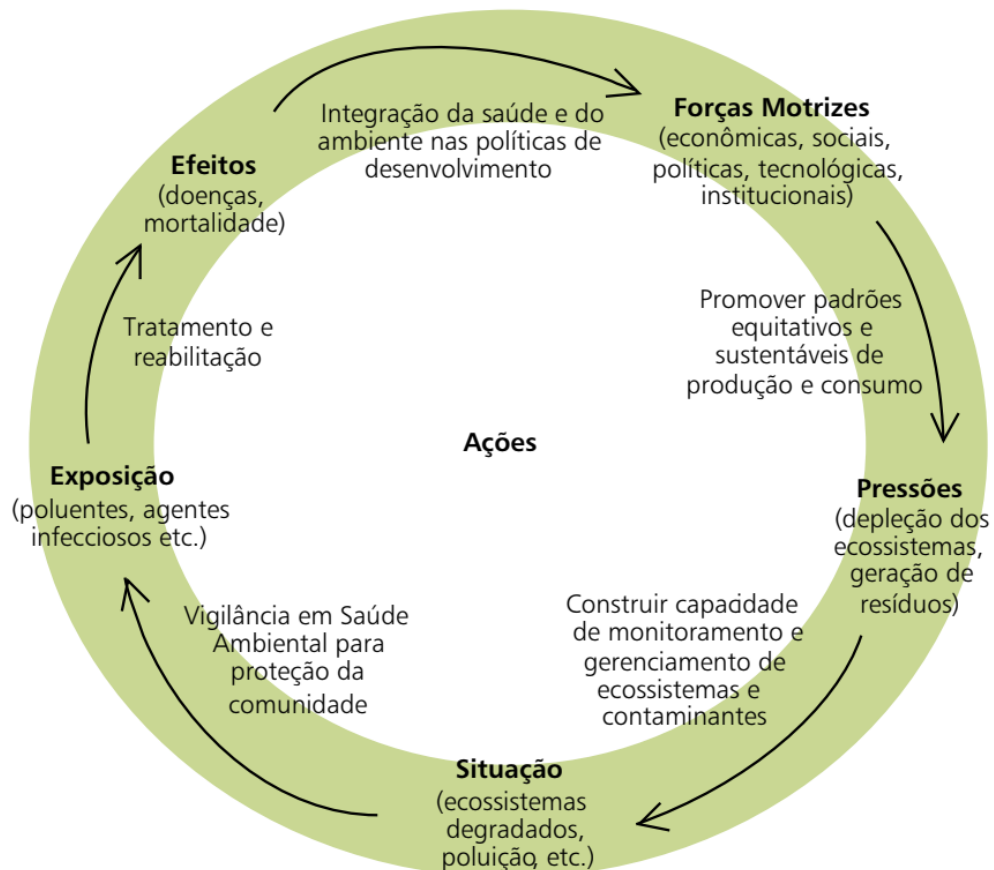 Forças Motrizes
(econômicas, sociais,
políticas, tecnológicas,
institucionais)
Integração da saúde e do
ambiente nas políticas de
desenvolvimento
Efeitos
(doenças,
mortalidade)
Promover padrões
equitativos e
sustentáveis de
produção e consumo
Tratamento e
reabilitação
Ações
Exposição
(poluentes, agentes
infecciosos etc.)
Pressões
(depleção dos
ecossistemas,
geração de
resíduos)
Vigilância em Saúde
Ambiental para
proteção da
comunidade
Construir capacidade
de monitoramento e
gerenciamento de
ecossistemas e
contaminantes
Situação
(ecossistemas
degradados,
poluição, etc.)